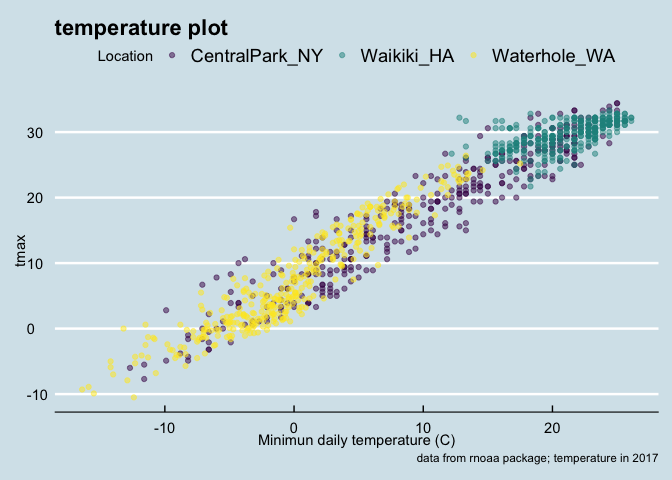 temperature plot
Location CentralPark_NY Waikiki_HA Waterhole_WA
30
20
10
0
-10
tmax
-10 0 10 20
Minimun daily temperature (C)
data from rnoaa package; temperature in 2017